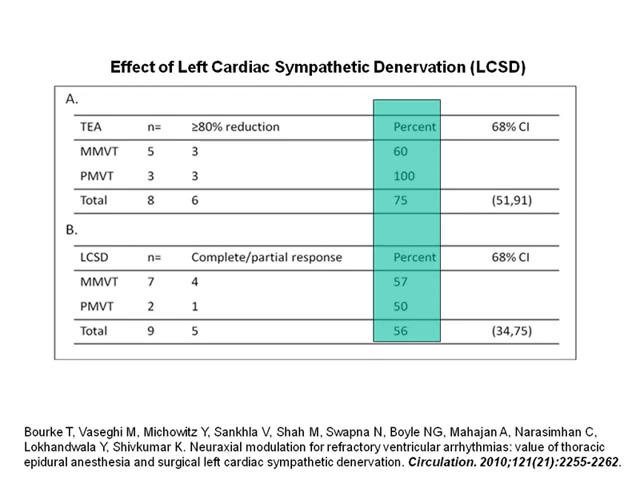 Effect of Left Cardiac Sympathetic Denervation (LCSD)
A.
TEA n= ≥80% reduction Percent 68% CI
MMVT 5 3 60
PMVT 3 3 100
Total 8 6 75 (51,91)
B.
LCSD n= Complete/partial response Percent 68% CI
MMVT 7 4 57
PMVT 2 1 50
Total 9 5 56 (34,75)
Bourke T, Vaseghi M, Michowitz Y, Sankhla V, Shah M, Swapna N, Boyle NG, Mahajan A, Narasimhan C,
Lokhandwala Y, Shivkumar K. Neuraxial modulation for refractory ventricular arrhythmias: value of thoracic
epidural anesthesia and surgical left cardiac sympathetic denervation. Circulation. 2010;121(21):2255-2262.